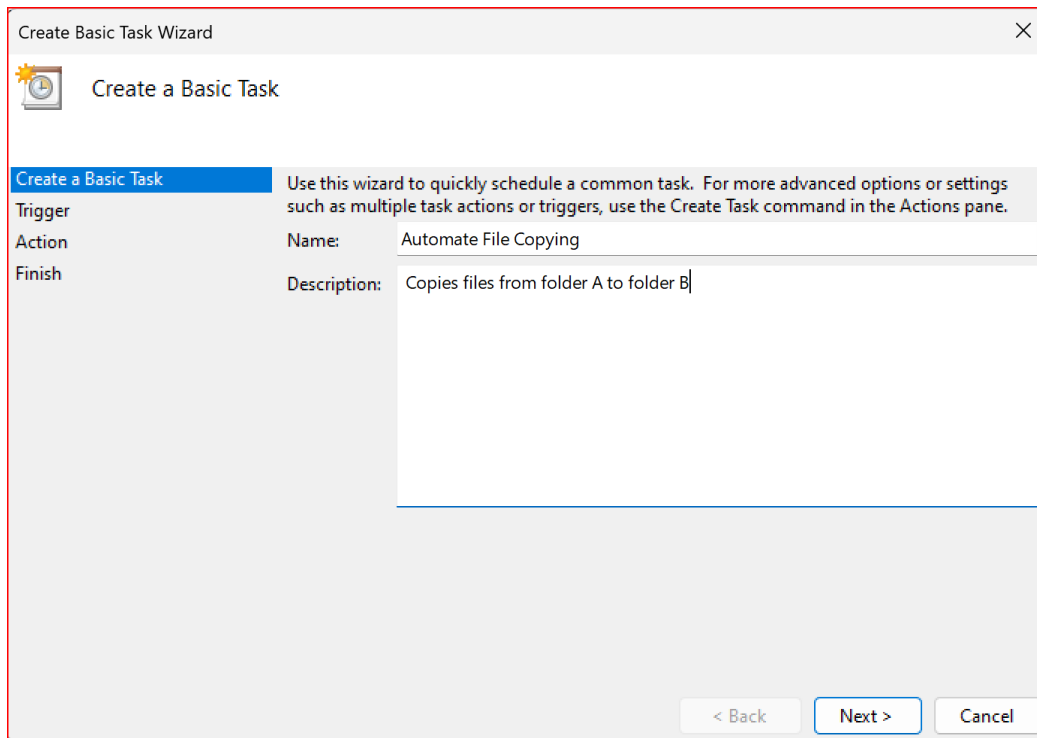 Create Basic Task Wizard
Create a Basic Task
Create a Basic Task
Trigger
Action
Finish
Use this wizard to quickly schedule a common task.  For more advanced options or settings
such as multiple task actions or triggers, use the Create Task command in the Actions pane.
Name:
Automate File Copying
Description:
Copies files from folder A to folder B
< Back
Next >
Cancel